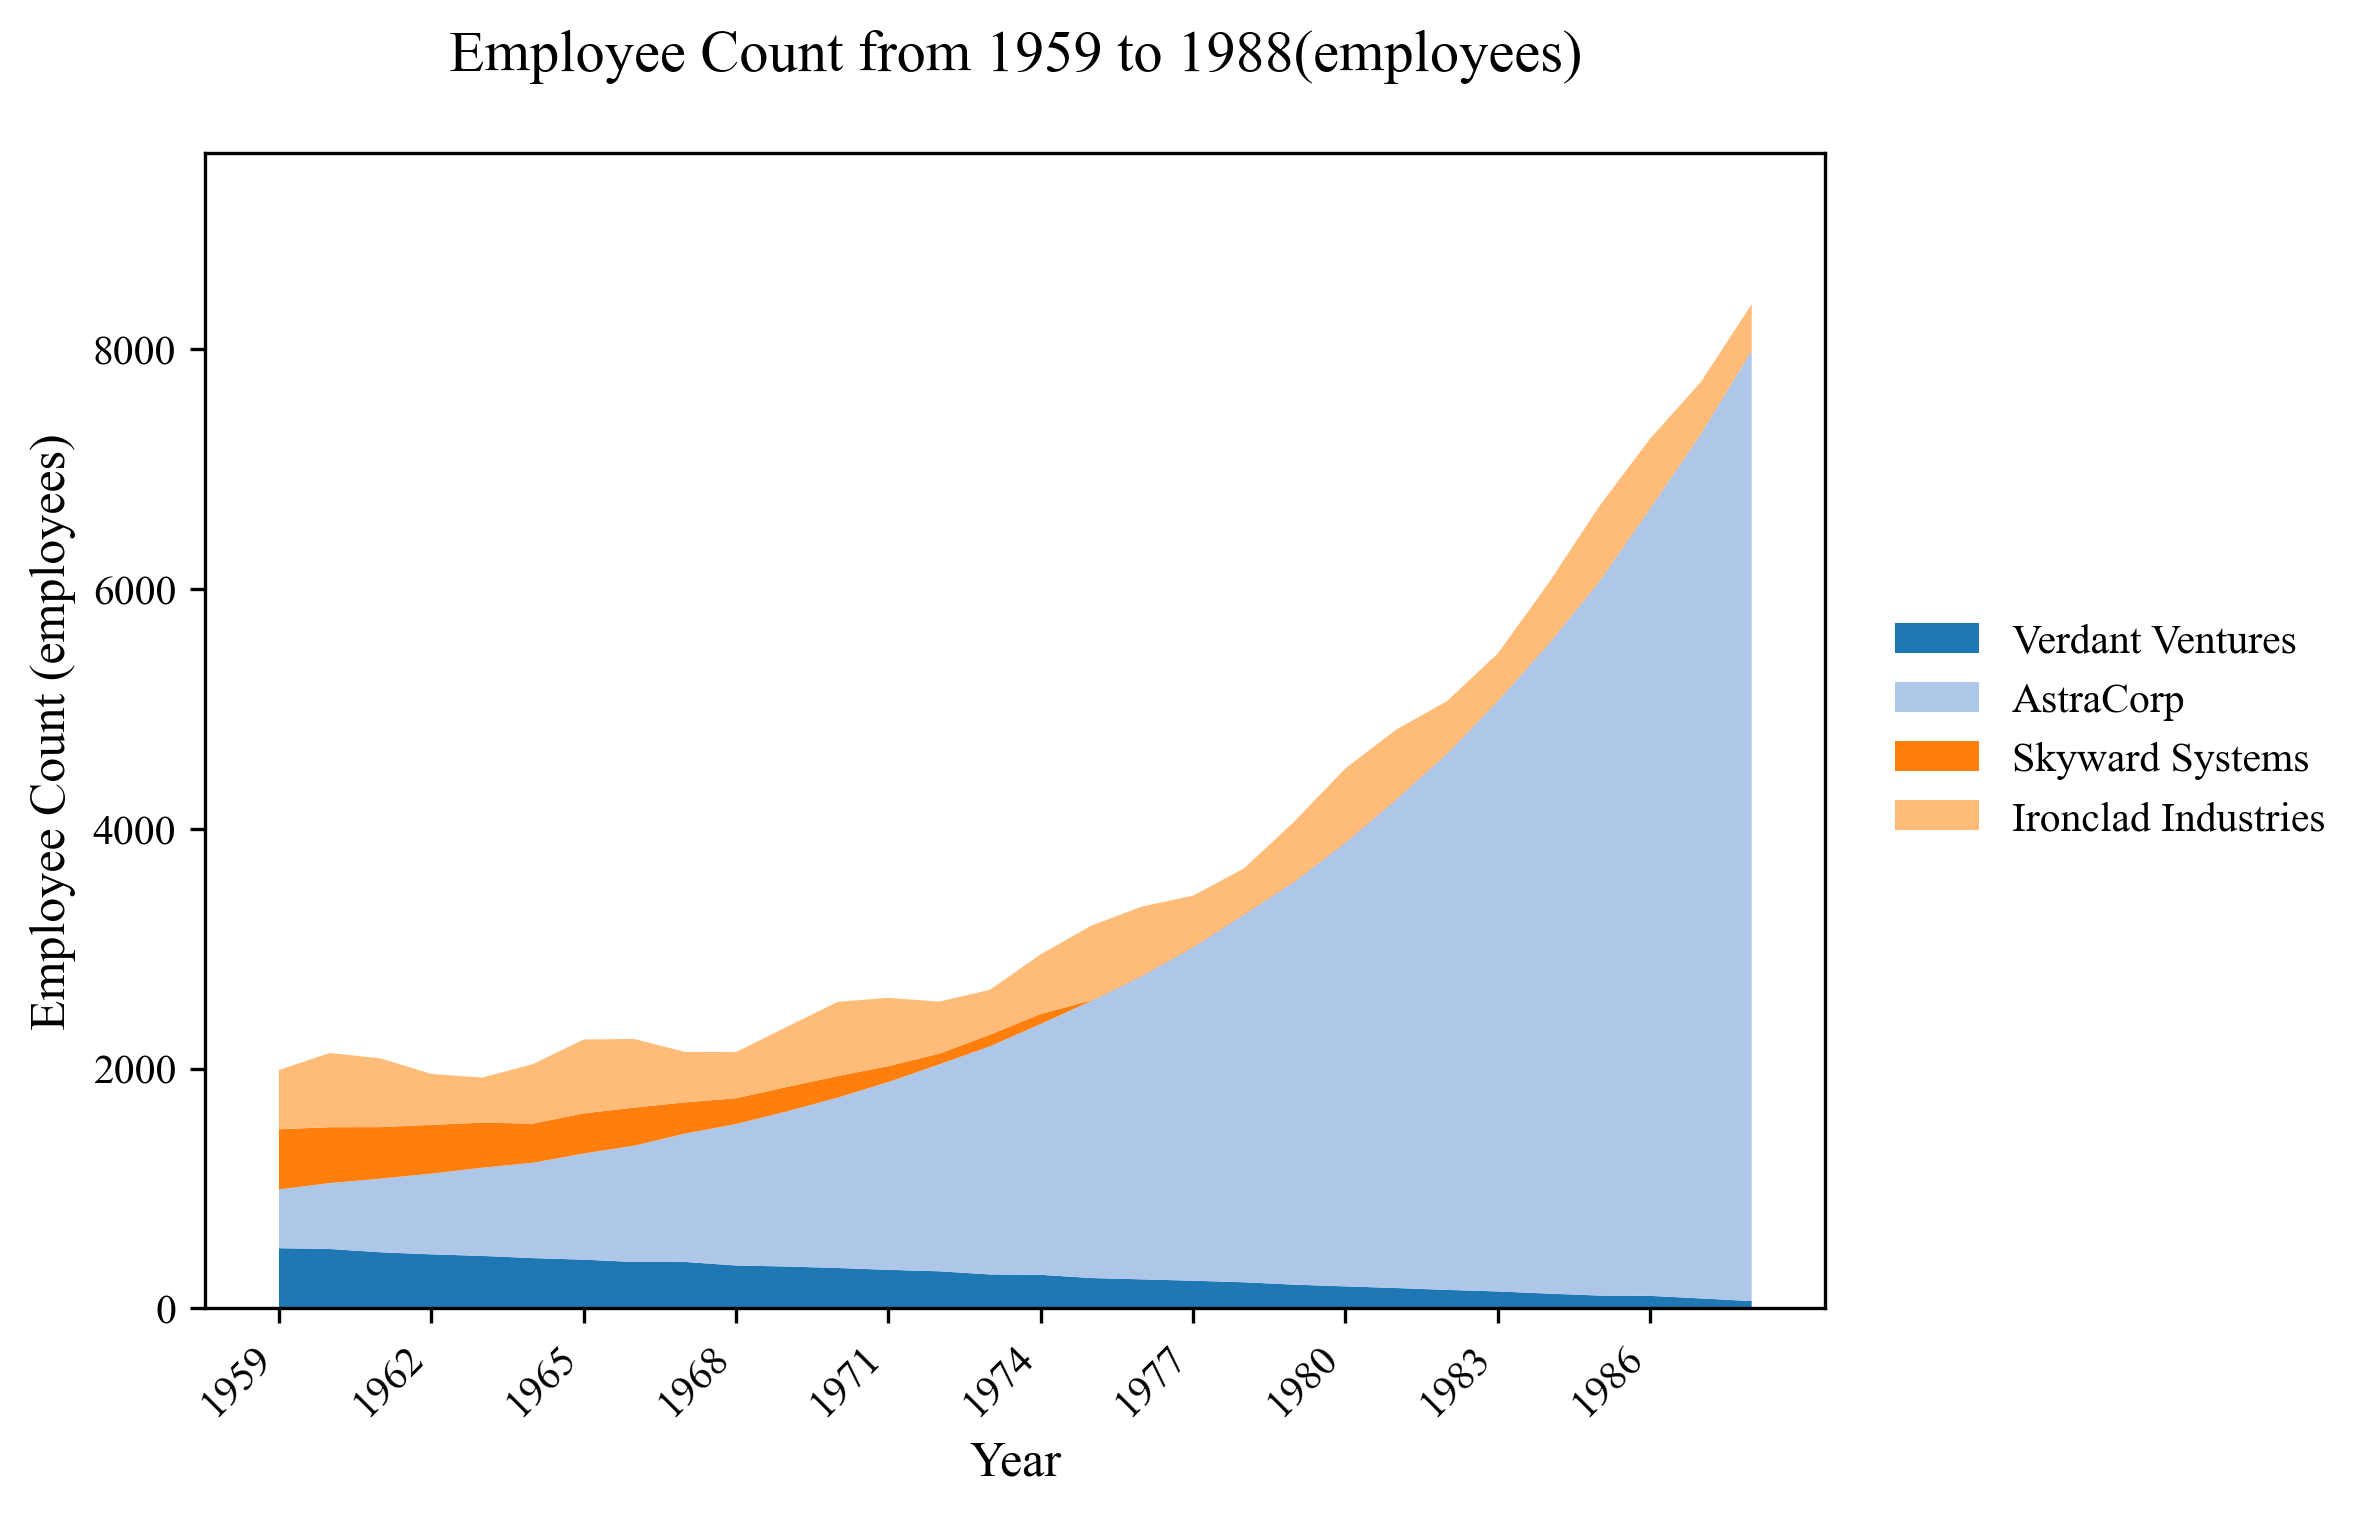 Employee Count from 1959 to 1988(employees)
Employee Count (employees)
8000
6000
4000
2000
0
1959
1962
1965
1968
1971
1974
1977
1980
1983
1986
Year
Verdant Ventures
AstraCorp
Skyward Systems
Ironclad Industries